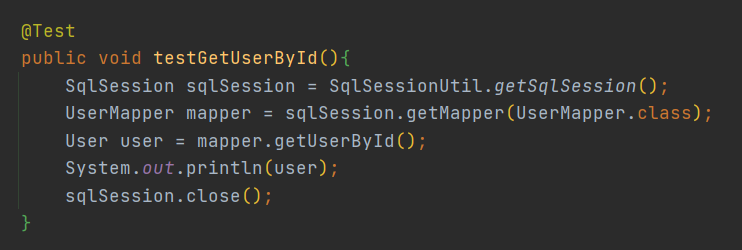 @Test
public void testGetUserById(){
    SqlSession sqlSession = SqlSessionUtil.getSqlSession();
    UserMapper mapper = sqlSession.getMapper(UserMapper.class);
    User user = mapper.getUserById();
    System.out.println(user);
    sqlSession.close();
}